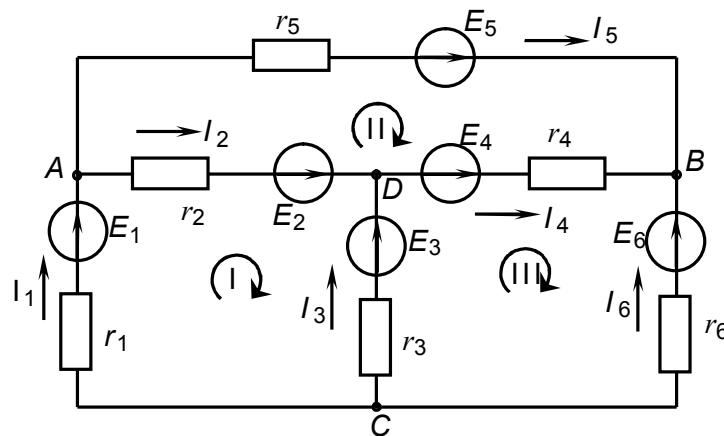 r5 E5 I5
I2 II E4 r4
A D B
r2 E2 I4
E1 E3 E6
I1 I III I3 I6
r1 r3 r6
C